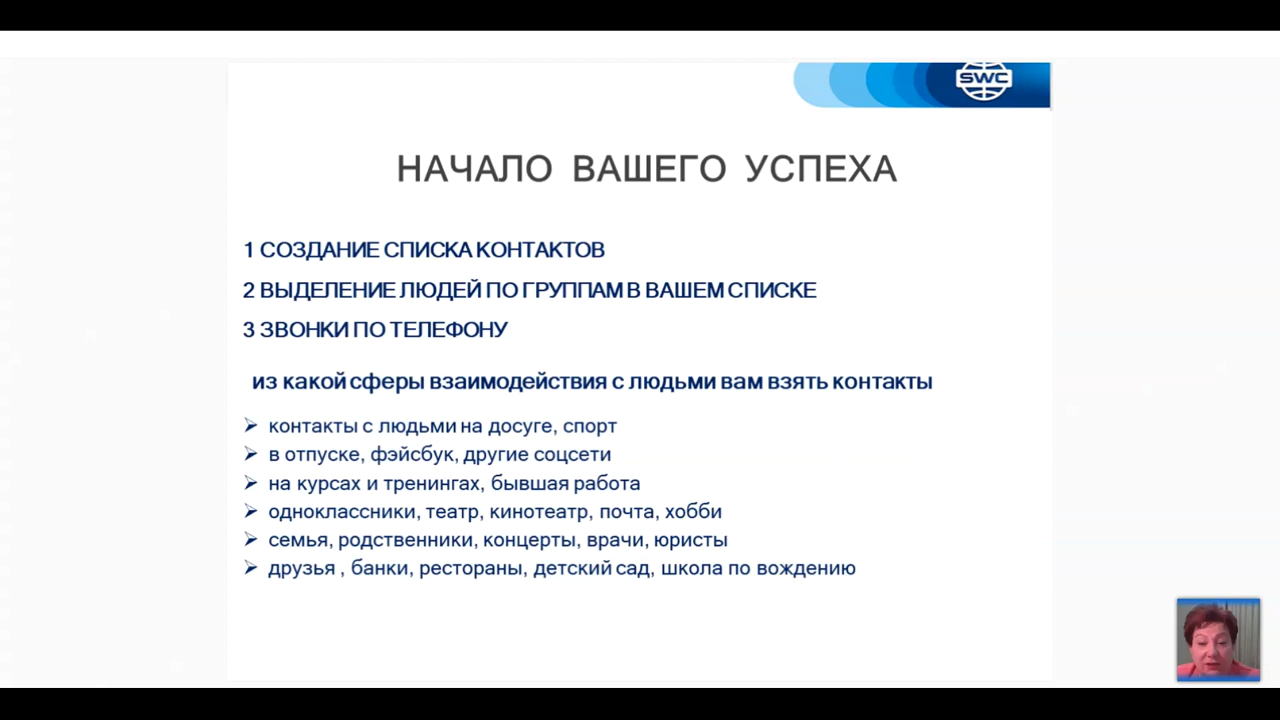 SWC
НАЧАЛО ВАШЕГО УСПЕХА
1 СОЗДАНИЕ СПИСКА КОНТАКТОВ
2 ВЫДЕЛЕНИЕ ЛЮДЕЙ ПО ГРУППАМ В ВАШЕМ СПИСКЕ
3 ЗВОНКИ ПО ТЕЛЕФОНУ
из какой сферы взаимодействия с людьми вам взять контакты
➢ контакты с людьми на досуге, спорт
➢ в отпуске, фэйсбук, другие соцсети
➢ на курсах и тренингах, бывшая работа
➢ одноклассники, театр, кинотеатр, почта, хобби
➢ семья, родственники, концерты, врачи, юристы
➢ друзья , банки, рестораны, детский сад, школа по вождению